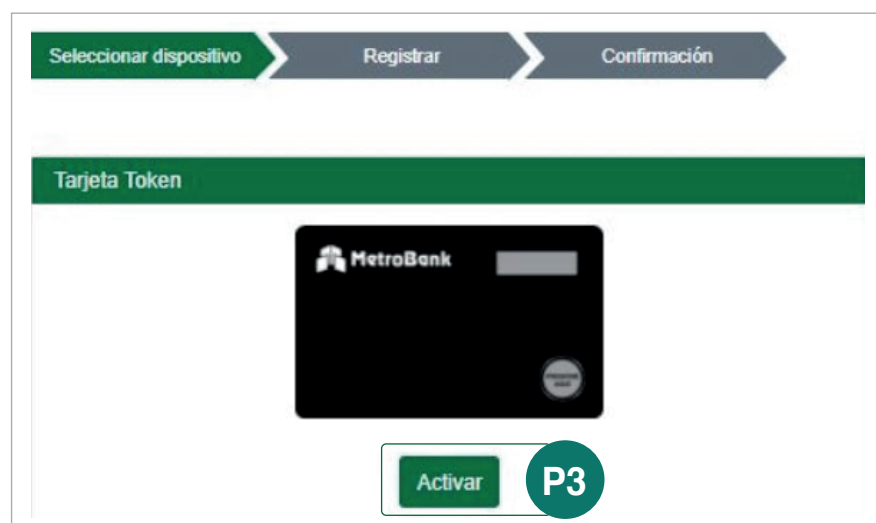 Seleccionar dispositivo Registrar Confirmación
Tarjeta Token
MetroBank
Activar P3